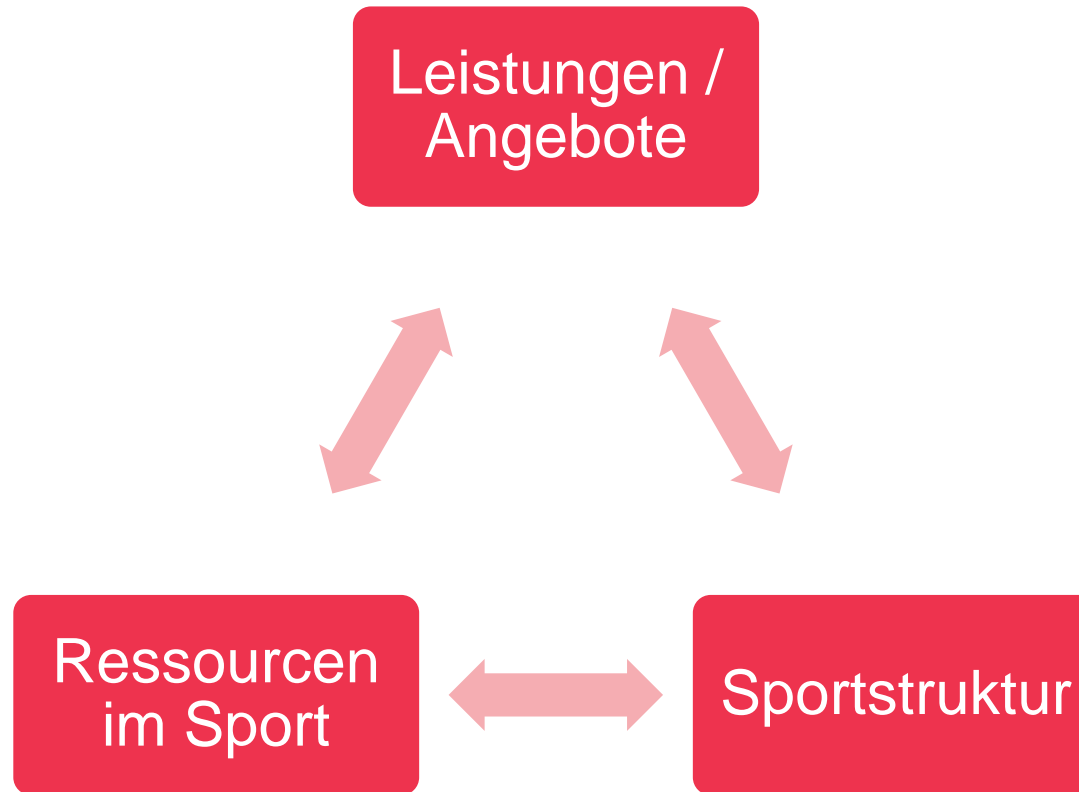 Leistungen /
Angebote
Ressourcen
im Sport
Sportstruktur